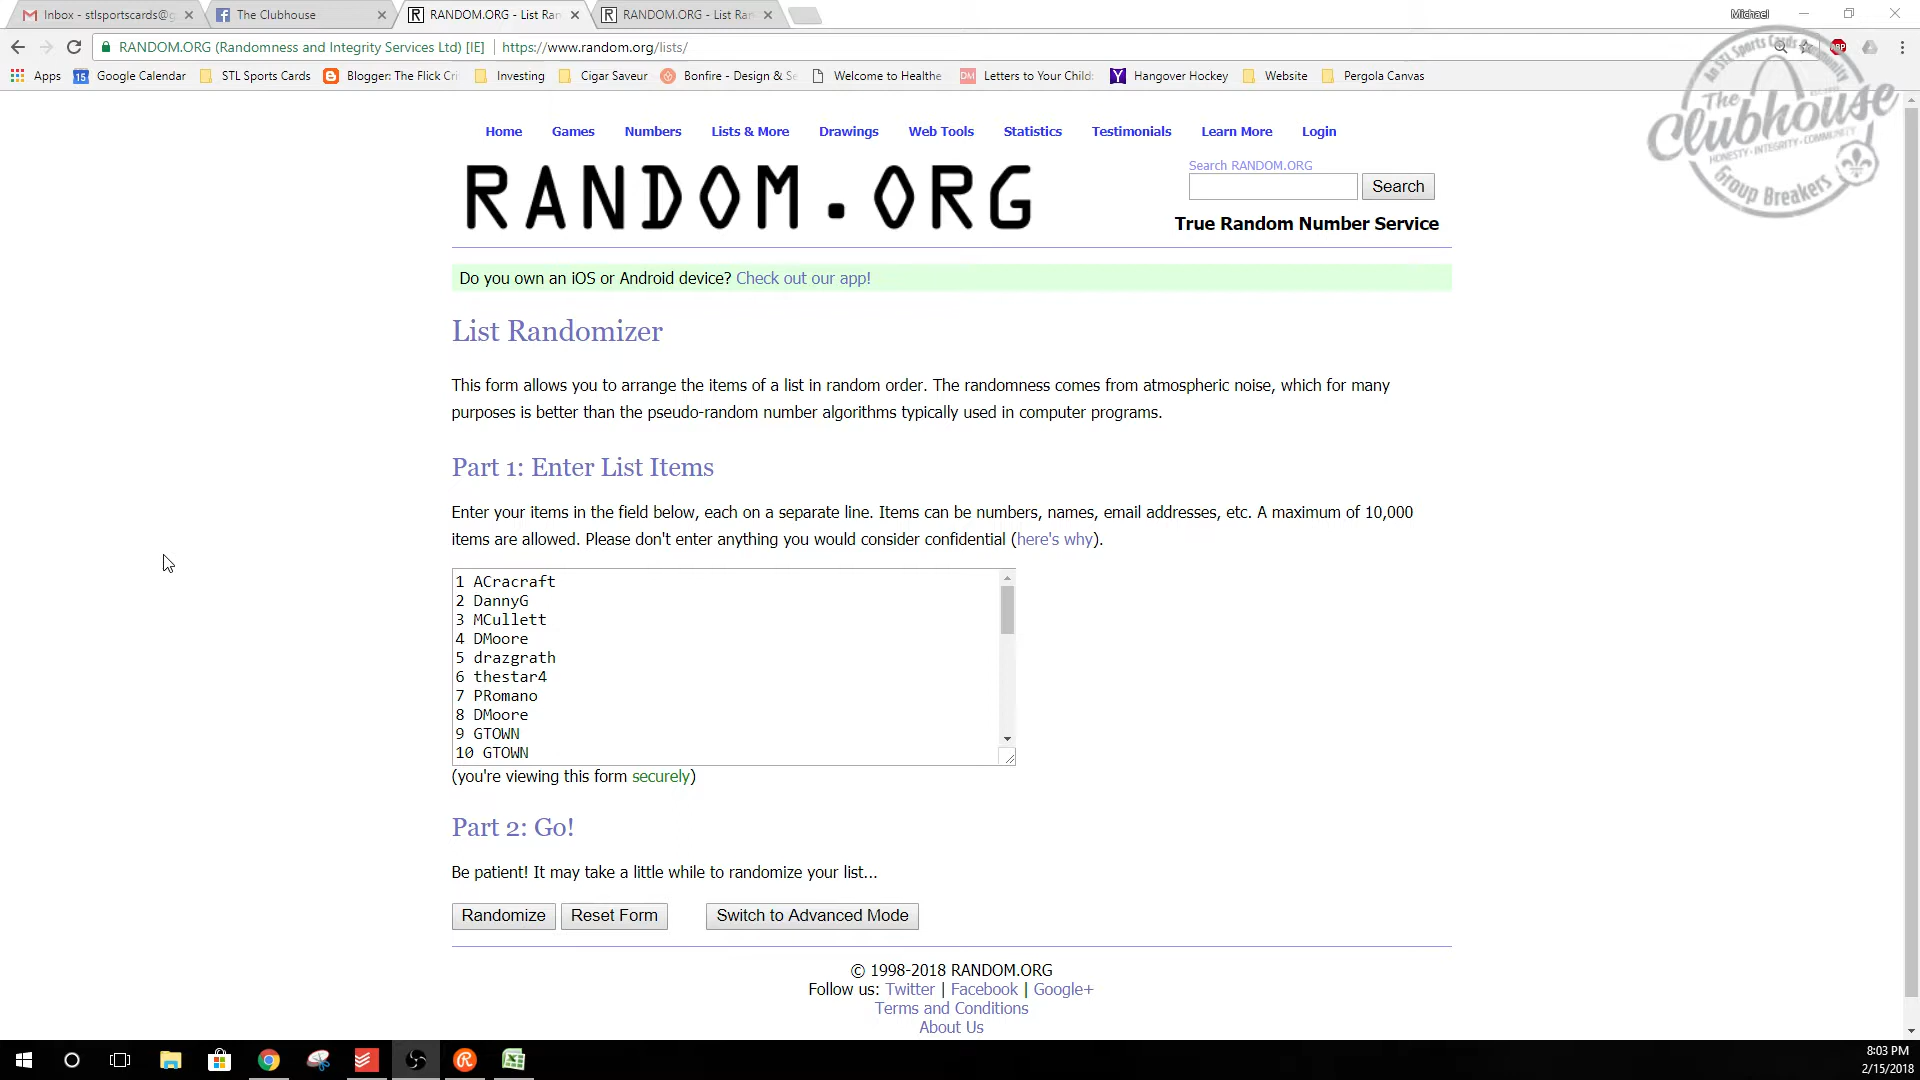 Inbox - stlsportscards@g
The Clubhouse
RANDOM.ORG - List Ran
RANDOM.ORG - List Ran
Michael
RANDOM.ORG (Randomness and Integrity Services Ltd) [IE]
https://www.random.org/lists/
Apps
15
Google Calendar
STL Sports Cards
Blogger: The Flick Cri
Investing
Cigar Saveur
Bonfire - Design & Se
Welcome to Healthe
DM
Letters to Your Child:
Hangover Hockey
Website
Pergola Canvas
An STL Sports Cards Community
The
Clubhouse
HONESTY · INTEGRITY · COMMUNITY
Group Breakers
Home
Games
Numbers
Lists & More
Drawings
Web Tools
Statistics
Testimonials
Learn More
Login
RANDOM.ORG
Search RANDOM.ORG
Search
True Random Number Service
Do you own an iOS or Android device? Check out our app!
List Randomizer
This form allows you to arrange the items of a list in random order. The randomness comes from atmospheric noise, which for many
purposes is better than the pseudo-random number algorithms typically used in computer programs.
Part 1: Enter List Items
Enter your items in the field below, each on a separate line. Items can be numbers, names, email addresses, etc. A maximum of 10,000
items are allowed. Please don't enter anything you would consider confidential (here's why).
1 ACracraft
2 DannyG
3 MCullett
4 DMoore
5 drazgrath
6 thestar4
7 PRomano
8 DMoore
9 GTOWN
10 GTOWN
(you're viewing this form securely)
Part 2: Go!
Be patient! It may take a little while to randomize your list...
Randomize
Reset Form
Switch to Advanced Mode
© 1998-2018 RANDOM.ORG
Follow us: Twitter | Facebook | Google+
Terms and Conditions
About Us
8:03 PM
2/15/2018